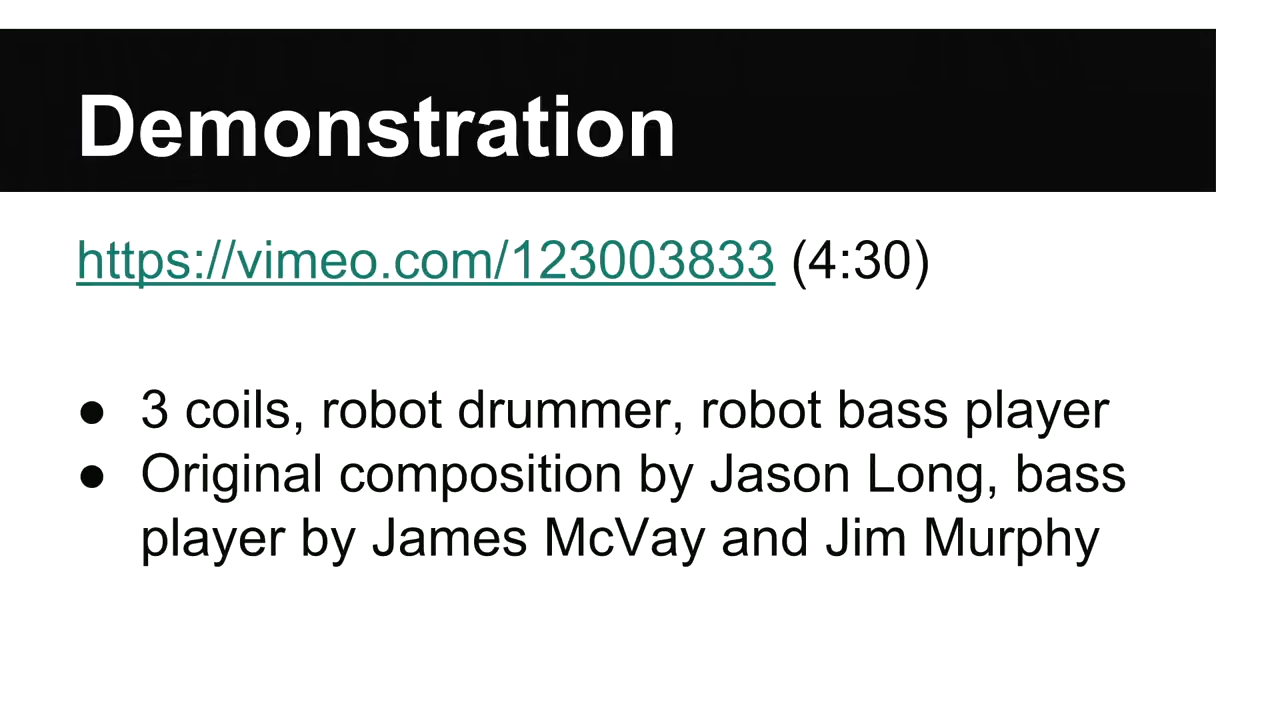 Demonstration
https://vimeo.com/123003833 (4:30)
● 3 coils, robot drummer, robot bass player
● Original composition by Jason Long, bass
player by James McVay and Jim Murphy